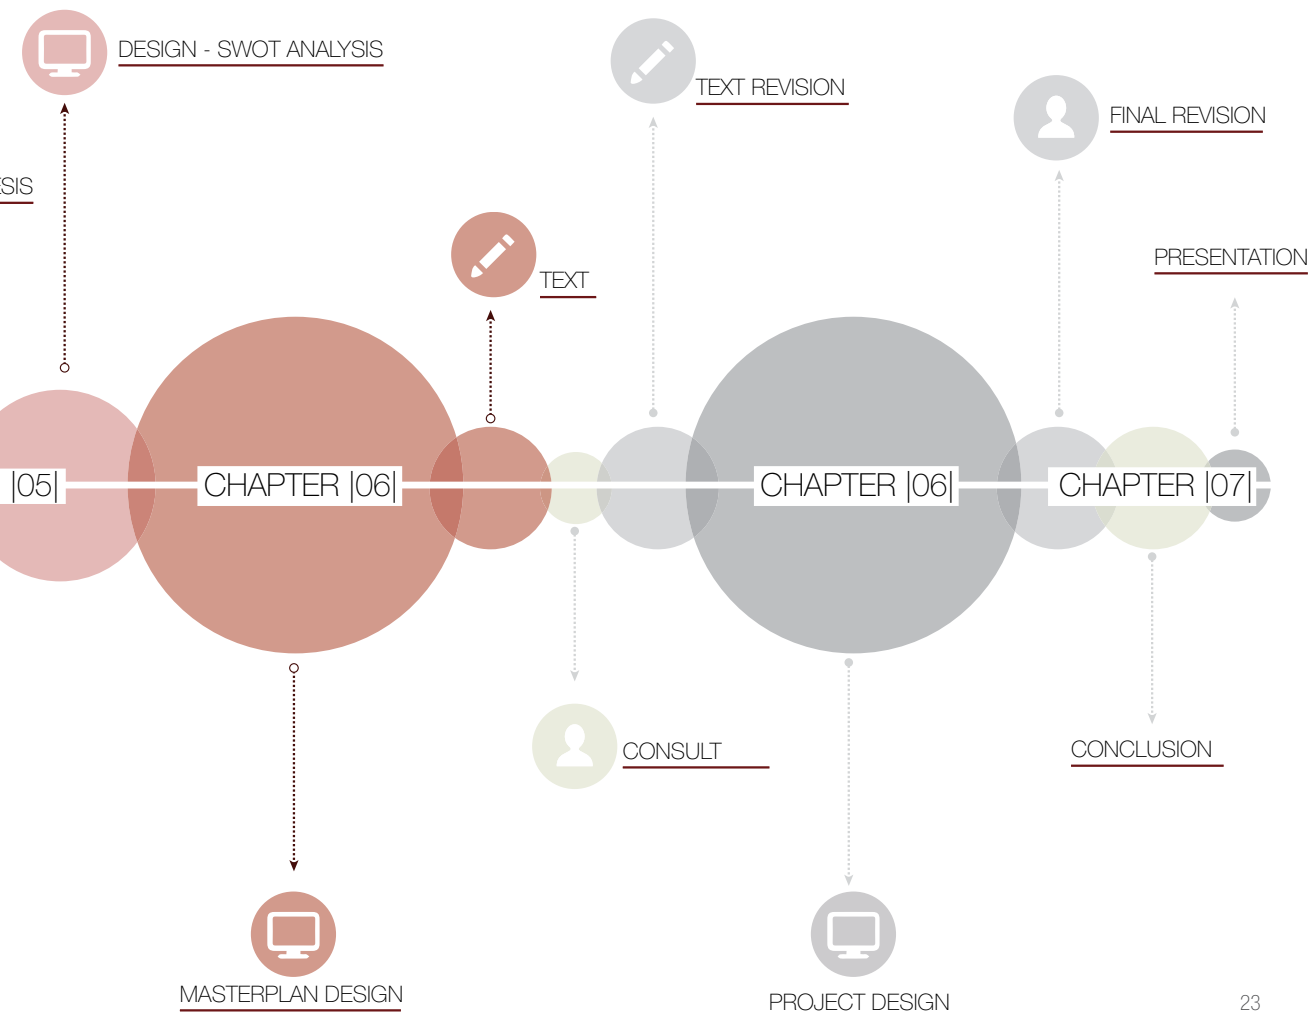 DESIGN - SWOT ANALYSIS
TEXT REVISION
FINAL REVISION
ESIS
PRESENTATION
TEXT
|05|
CHAPTER |06|
CHAPTER |06|
CHAPTER |07|
CONSULT
CONCLUSION
MASTERPLAN DESIGN
PROJECT DESIGN
23